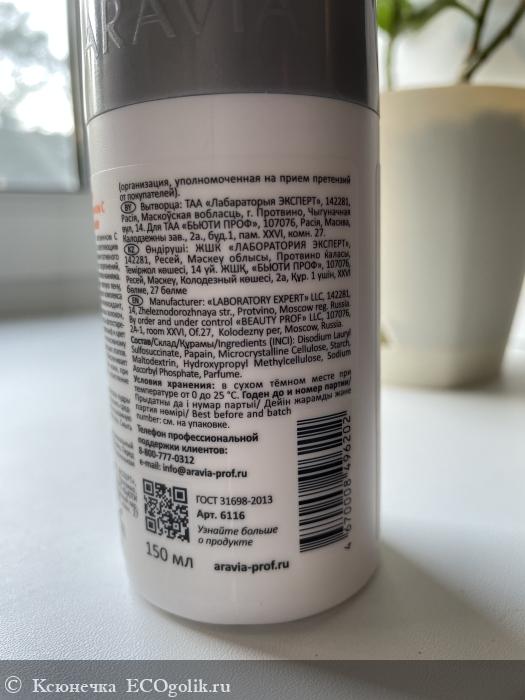 ARAVIA
(организация, уполномоченная на прием претензий
от покупателей).
BY Вытворца: ТАА «Лабараторыя ЭКСПЕРТ», 142281,
Расія, Маскоўская вобласць, г. Протвино, Чыгуначная
вул, 14. Для ТАА «БЬЮТИ ПРОФ», 107076, Расія, Масква,
Калодзежны зав., 2а., буд.1, пам. XXVI, комн. 27.
KZ Өндіруші: ЖШҚ «ЛАБОРАТОРИЯ ЭКСПЕРТ»,
142281, Ресей, Мәскеу облысы, Протвино қаласы,
Теміржол көшесі, 14 үй. ЖШҚ, «БЬЮТИ ПРОФ», 107076,
Ресей, Мәскеу, Колодезный көшесі, 2а, Құр. 1 үшін, XXVI
бөлме, 27 бөлме
EN Manufacturer: «LABORATORY EXPERT» LLC, 142281,
14, Zheleznodorozhnaya str., Protvino, Moscow reg. Russia.
By order and under control «BEAUTY PROF» LLC, 107076,
2A-1, room XXVI, Of.27, Kolodezny per, Moscow, Russia.
Состав/Склад/Құрамы/Ingredients (INCI): Disodium Lauryl
Sulfosuccinate, Papain, Microcrystalline Cellulose, Starch,
Maltodextrin, Hydroxypropyl Methylcellulose, Sodium
Ascorbyl Phosphate, Parfume.
Условия хранения: в сухом тёмном месте при
температуре от 0 до 25 °С. Годен до и номер партии/
Прыдатны да і нумар партыі/ Дейін жарамды және
партия нөмірі/ Best before and batch
number: см. на упаковке.
Телефон профессиональной
поддержки клиентов:
8-800-777-0312
e-mail: info@aravia-prof.ru
ГОСТ 31698-2013
Арт. 6116
Узнайте больше
о продукте
150 мл
aravia-prof.ru
4 670008 496202
© Ксюнечка ECOgolik.ru